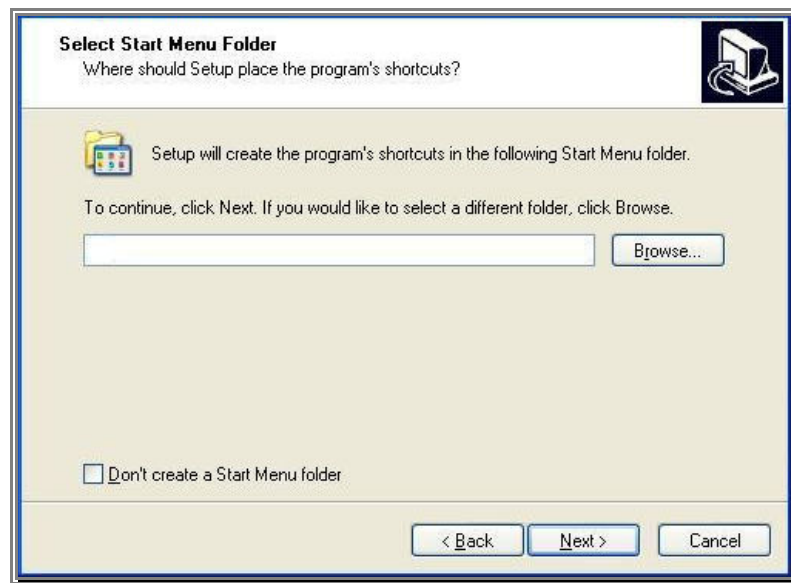 Select Start Menu Folder
Where should Setup place the program's shortcuts?
Setup will create the program's shortcuts in the following Start Menu folder.
To continue, click Next. If you would like to select a different folder, click Browse.
Browse...
Don't create a Start Menu folder
< Back
Next >
Cancel